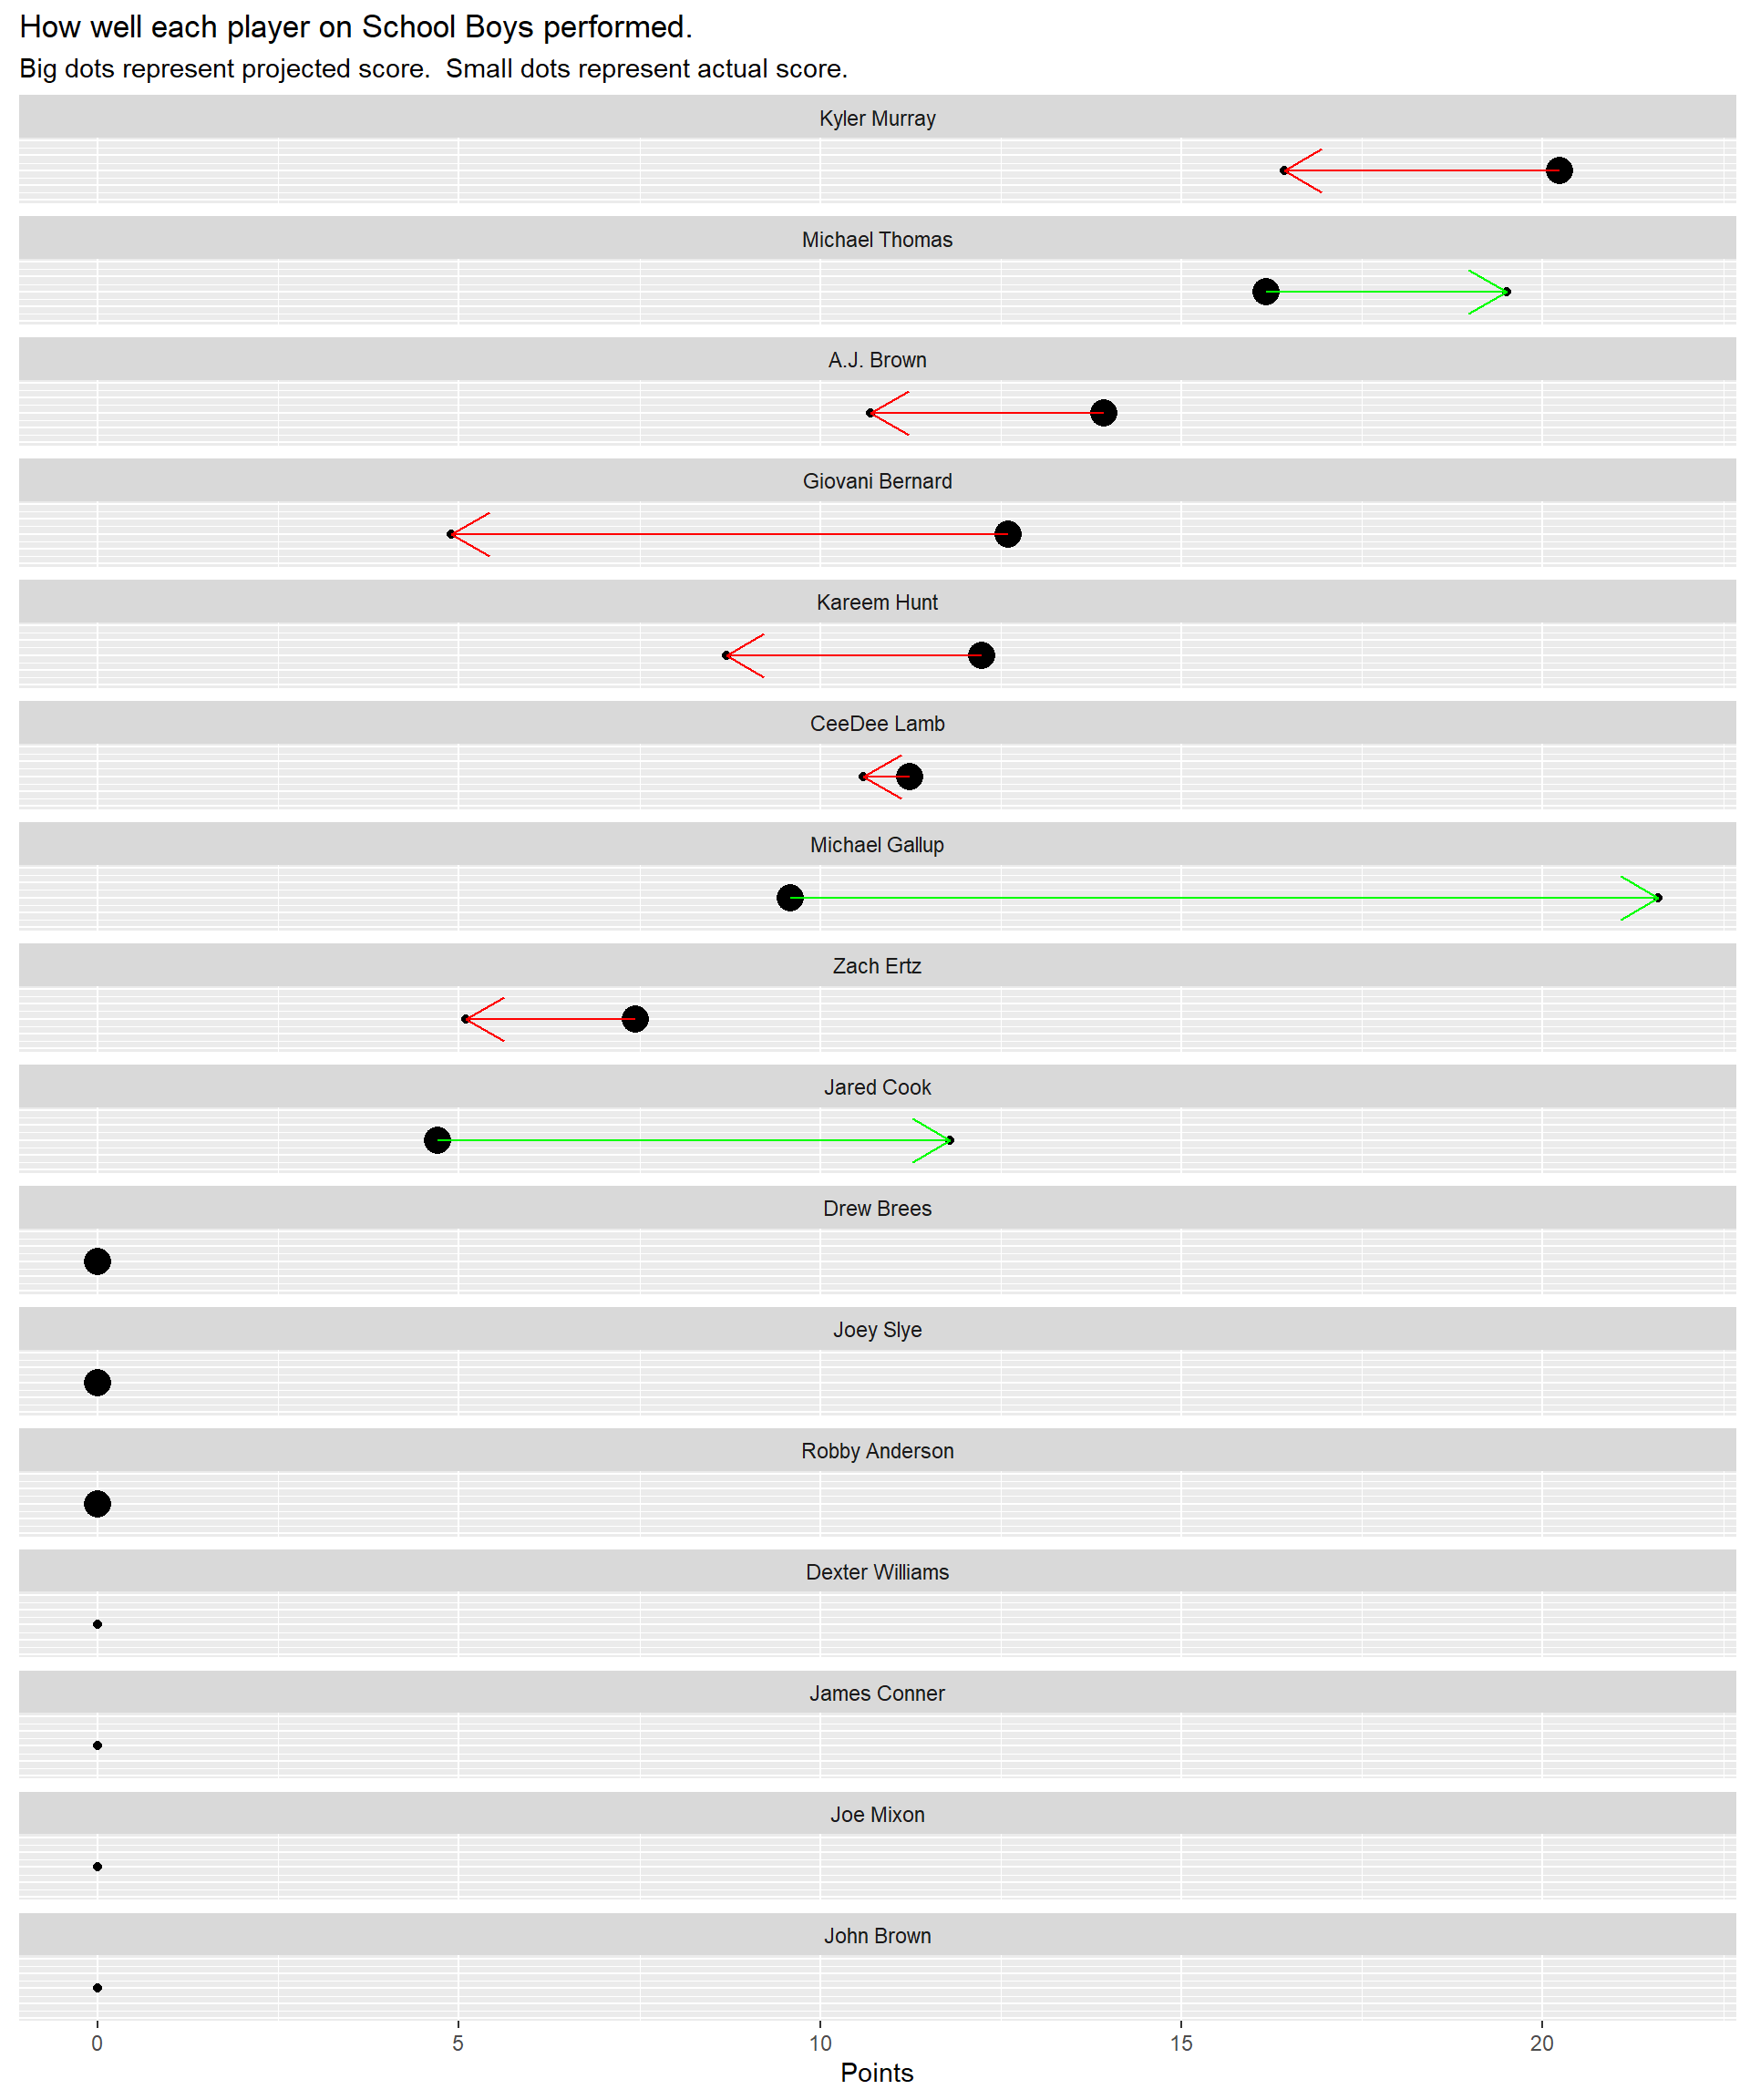 How well each player on School Boys performed.
Big dots represent projected score.  Small dots represent actual score.
Kyler Murray
Michael Thomas
A.J. Brown
Giovani Bernard
Kareem Hunt
CeeDee Lamb
Michael Gallup
Zach Ertz
Jared Cook
Drew Brees
Joey Slye
Robby Anderson
Dexter Williams
James Conner
Joe Mixon
John Brown
0 5 10 15 20
Points